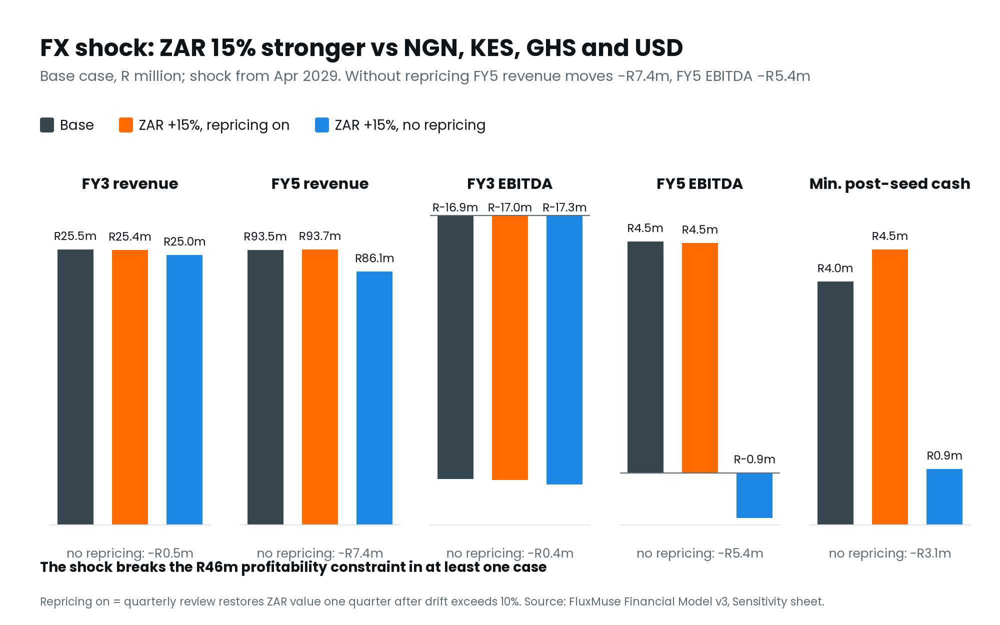 FX shock: ZAR 15% stronger vs NGN, KES, GHS and USD
Base case, R million; shock from Apr 2029. Without repricing FY5 revenue moves −R7.4m, FY5 EBITDA −R5.4m
Base
ZAR +15%, repricing on
ZAR +15%, no repricing
FY3 revenue
R25.5m
R25.4m
R25.0m
no repricing: −R0.5m
FY5 revenue
R93.5m
R93.7m
R86.1m
no repricing: −R7.4m
FY3 EBITDA
R−16.9m
R−17.0m
R−17.3m
no repricing: −R0.4m
FY5 EBITDA
R4.5m
R4.5m
R−0.9m
no repricing: −R5.4m
Min. post-seed cash
R4.0m
R4.5m
R0.9m
no repricing: −R3.1m
The shock breaks the R46m profitability constraint in at least one case
Repricing on = quarterly review restores ZAR value one quarter after drift exceeds 10%. Source: FluxMuse Financial Model v3, Sensitivity sheet.